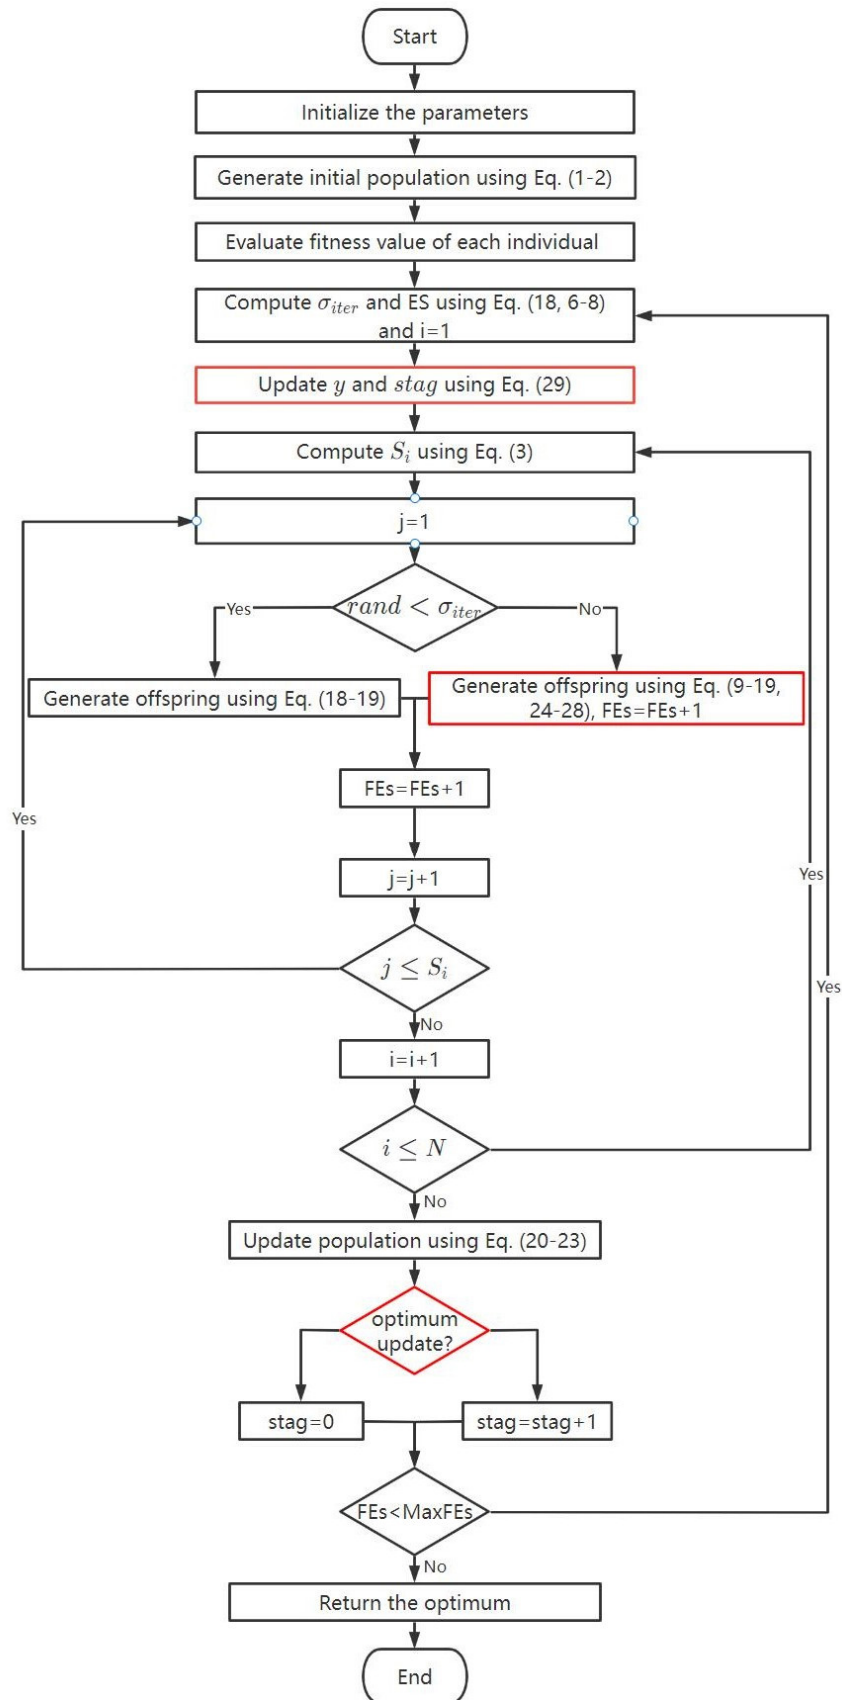 Start
Initialize the parameters
Generate initial population using Eq. (1-2)
Evaluate fitness value of each individual
Compute σ_iter and ES using Eq. (18, 6-8)
and i=1
Update y and stag using Eq. (29)
Compute S_i using Eq. (3)
j=1
rand < σ_iter
Yes
No
Generate offspring using Eq. (18-19)
Generate offspring using Eq. (9-19,
24-28), FEs=FEs+1
FEs=FEs+1
Yes
j=j+1
Yes
j ≤ S_i
Yes
No
i=i+1
i ≤ N
No
Update population using Eq. (20-23)
optimum
update?
stag=0
stag=stag+1
FEs<MaxFEs
No
Return the optimum
End